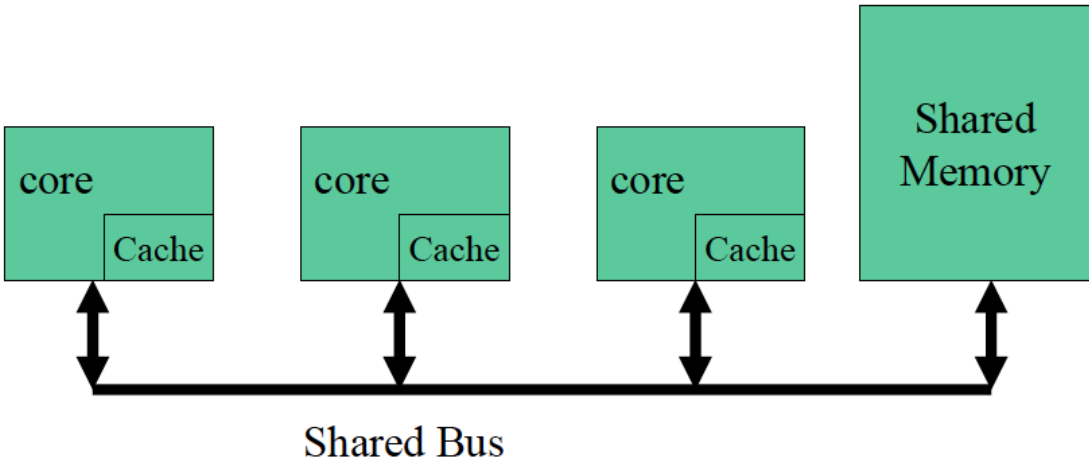 core
Cache
core
Cache
core
Cache
Shared
Memory
Shared Bus